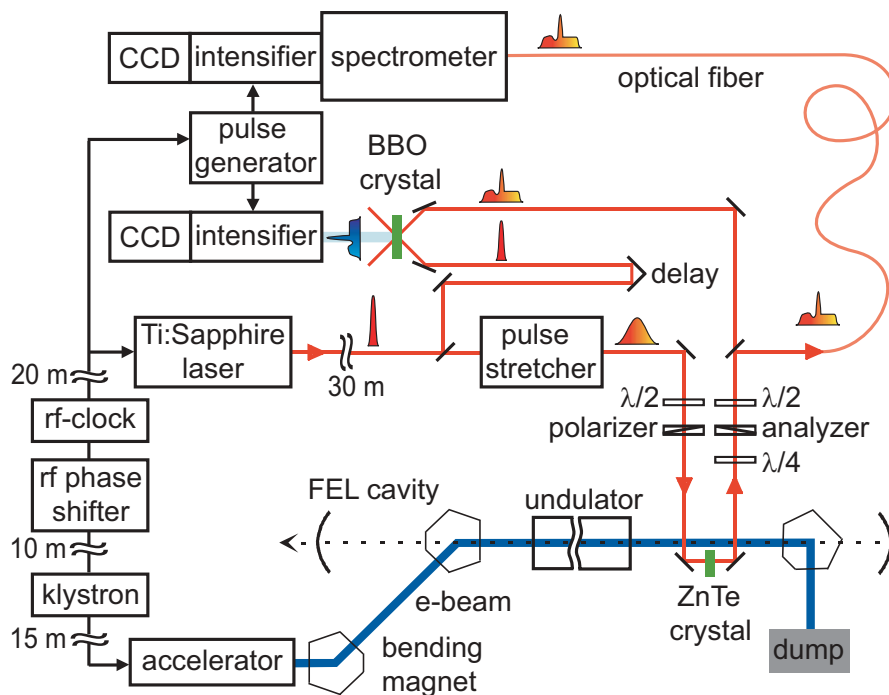 CCD
intensifier
spectrometer
optical fiber
pulse
generator
BBO
crystal
CCD
intensifier
delay
Ti:Sapphire
laser
30 m
pulse
stretcher
20 m
rf-clock
rf phase
shifter
10 m
klystron
15 m
accelerator
λ/2
λ/2
polarizer
analyzer
λ/4
FEL cavity
undulator
e-beam
bending
magnet
ZnTe
crystal
dump